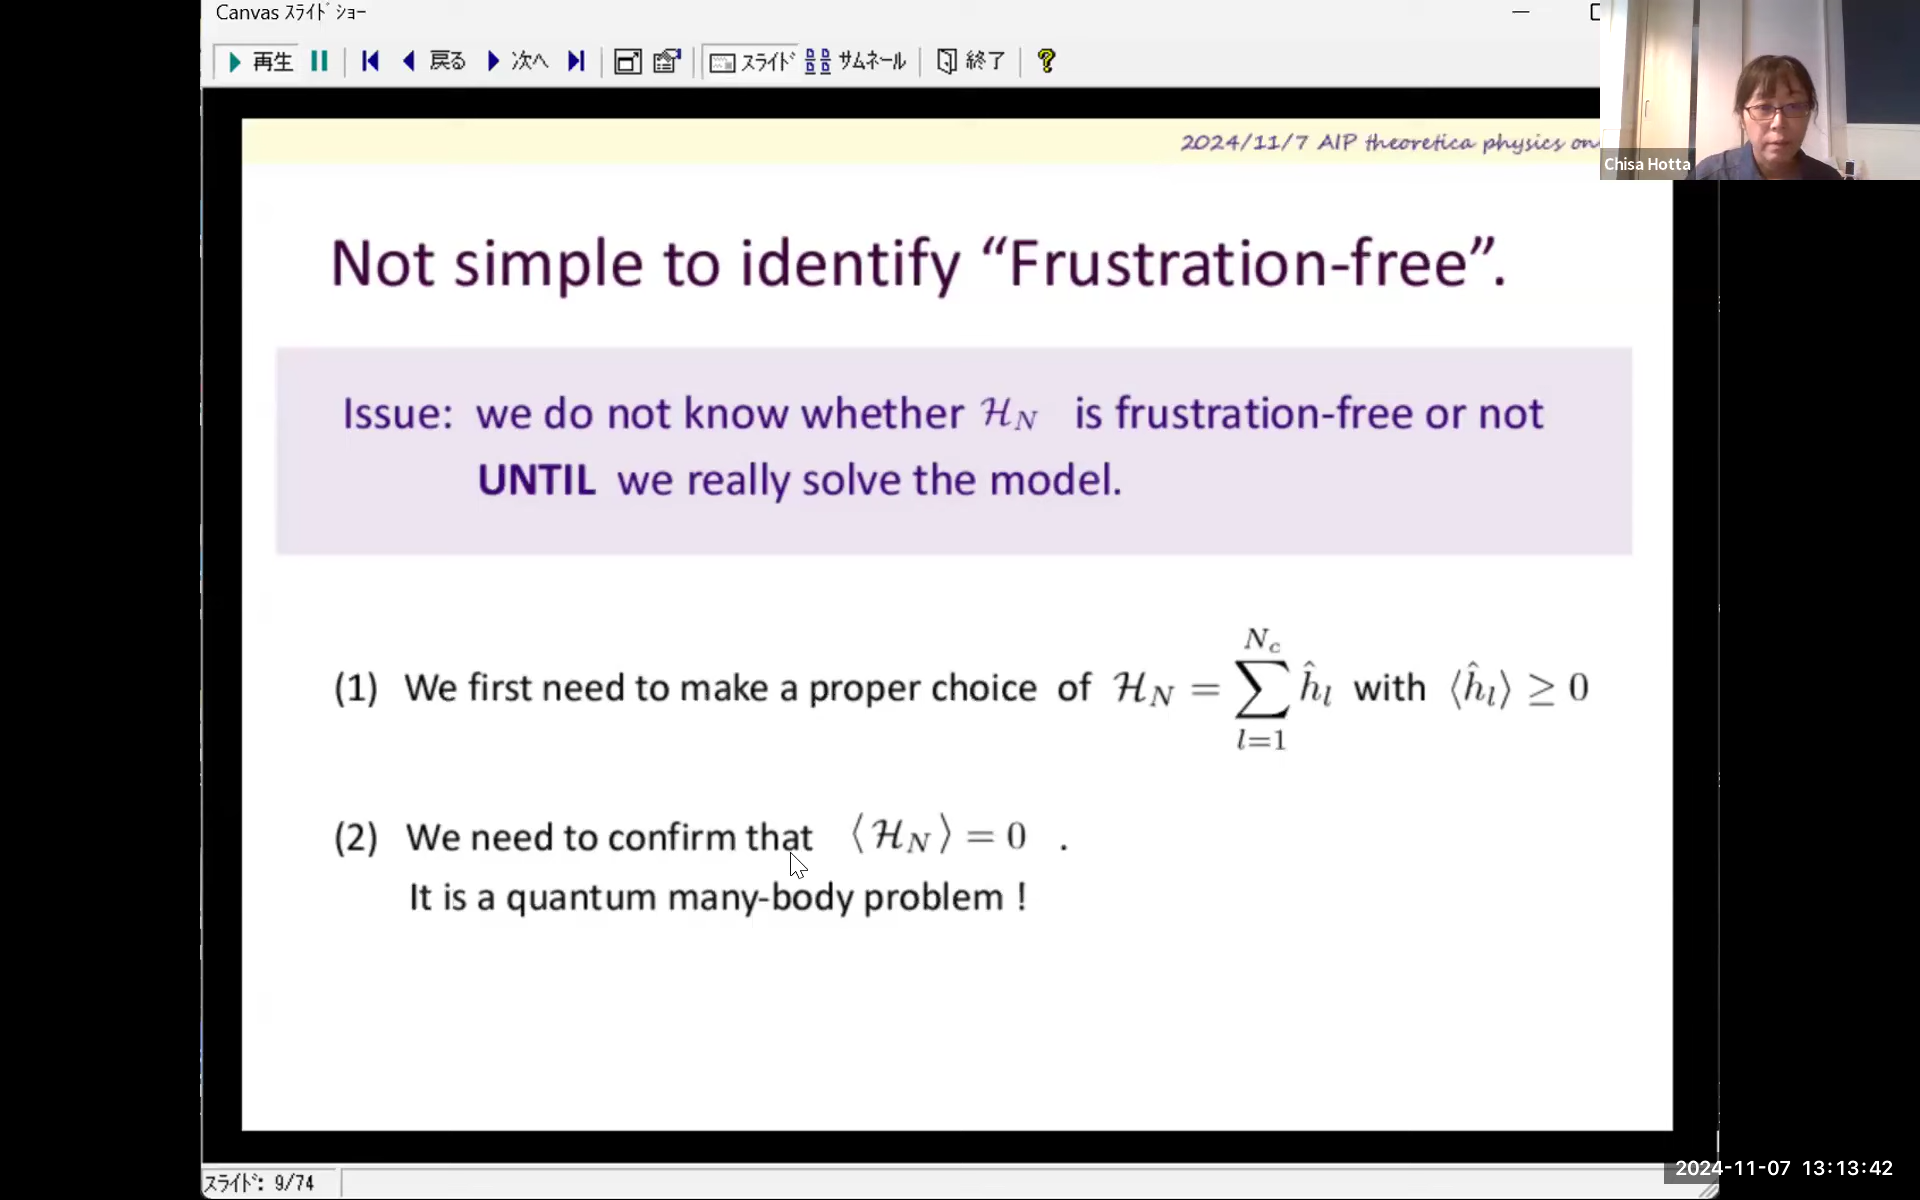 Canvas ｽﾗｲﾄﾞｼｮｰ
再生 戻る 次へ ｽﾗｲﾄﾞ ｻﾑﾈｰﾙ 終了
2024/11/7 AIP theoretica physics on
Chisa Hotta
Not simple to identify “Frustration-free”.
Issue: we do not know whether ℋ_N is frustration-free or not
UNTIL we really solve the model.
(1) We first need to make a proper choice of ℋ_N = ∑_{l=1}^{N_c} ĥ_l with ⟨ĥ_l⟩ ≥ 0
(2) We need to confirm that ⟨ℋ_N⟩ = 0 .
It is a quantum many-body problem !
ｽﾗｲﾄﾞ: 9/74
2024-11-07 13:13:42